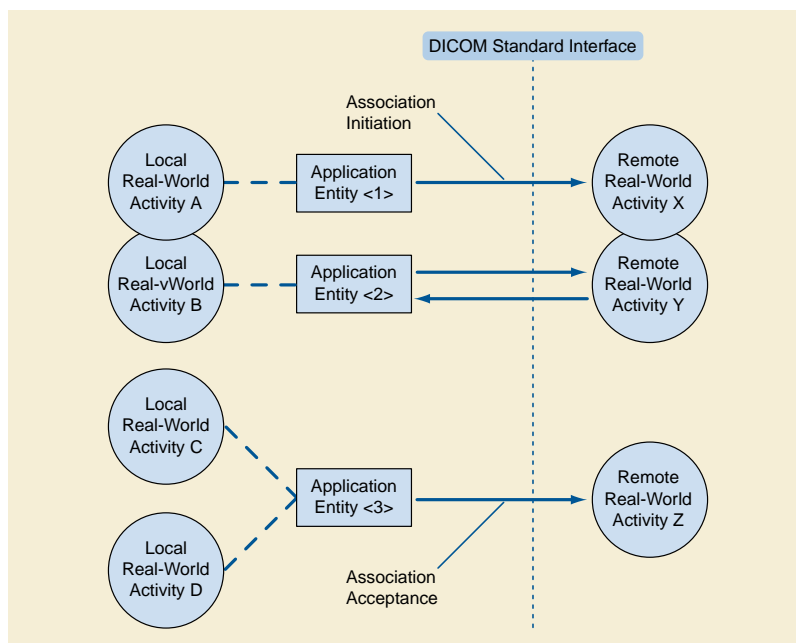 DICOM Standard Interface
Association
Initiation
Local
Real-World
Activity A
Application
Entity <1>
Remote
Real-World
Activity X
Local
Real-vWorld
Activity B
Application
Entity <2>
Remote
Real-World
Activity Y
Local
Real-World
Activity C
Application
Entity <3>
Remote
Real-World
Activity Z
Local
Real-World
Activity D
Association
Acceptance